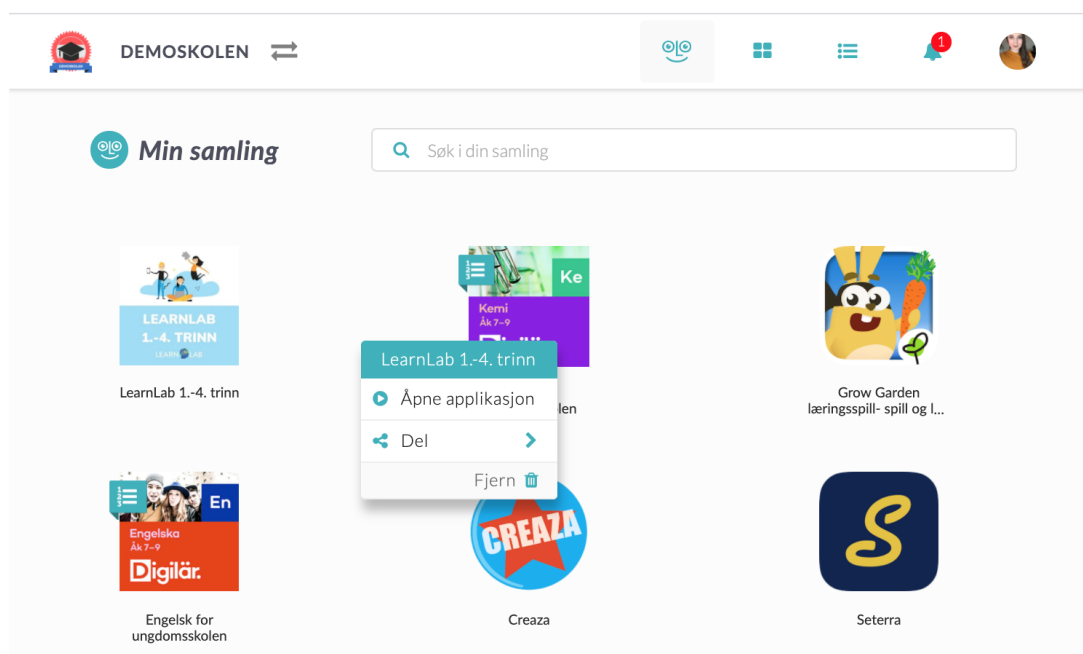 DEMOSKOLEN
1
Min samling
Søk i din samling
LEARNLAB
1.-4. TRINN
LEARN LAB
LearnLab 1.-4. trinn
Ke
Kemi
Åk 7–9
LearnLab 1.-4. trinn
Åpne applikasjon
Del
Fjern
Grow Garden
læringsspill- spill og l...
En
Engelska
Åk 7–9
Digilär.
Engelsk for
ungdomsskolen
CREAZA
Creaza
S
Seterra